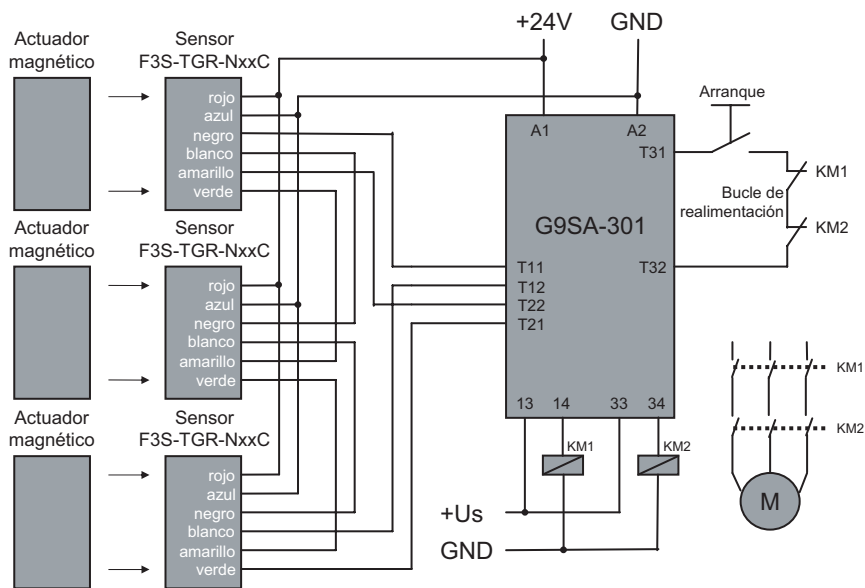 Actuador
magnético
Sensor
F3S-TGR-NxxC
rojo
azul
negro
blanco
amarillo
verde
Actuador
magnético
Sensor
F3S-TGR-NxxC
rojo
azul
negro
blanco
amarillo
verde
Actuador
magnético
Sensor
F3S-TGR-NxxC
rojo
azul
negro
blanco
amarillo
verde
+24V
GND
A1
A2
T31
G9SA-301
T11
T12
T22
T21
T32
13
14
33
34
Arranque
KM1
Bucle de
realimentación
KM2
KM1
KM2
+Us
GND
KM1
KM2
M